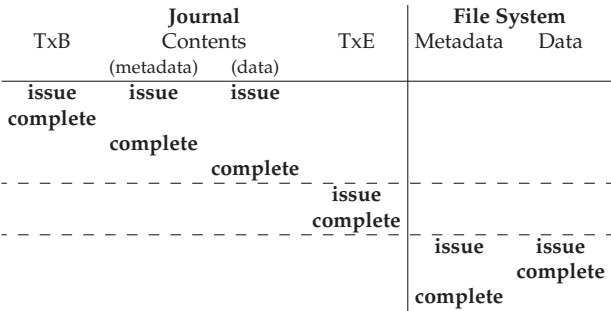 Journal File System
TxB Contents TxE Metadata Data
(metadata) (data)
issue issue issue
complete
complete
complete
issue
complete
issue issue
complete
complete